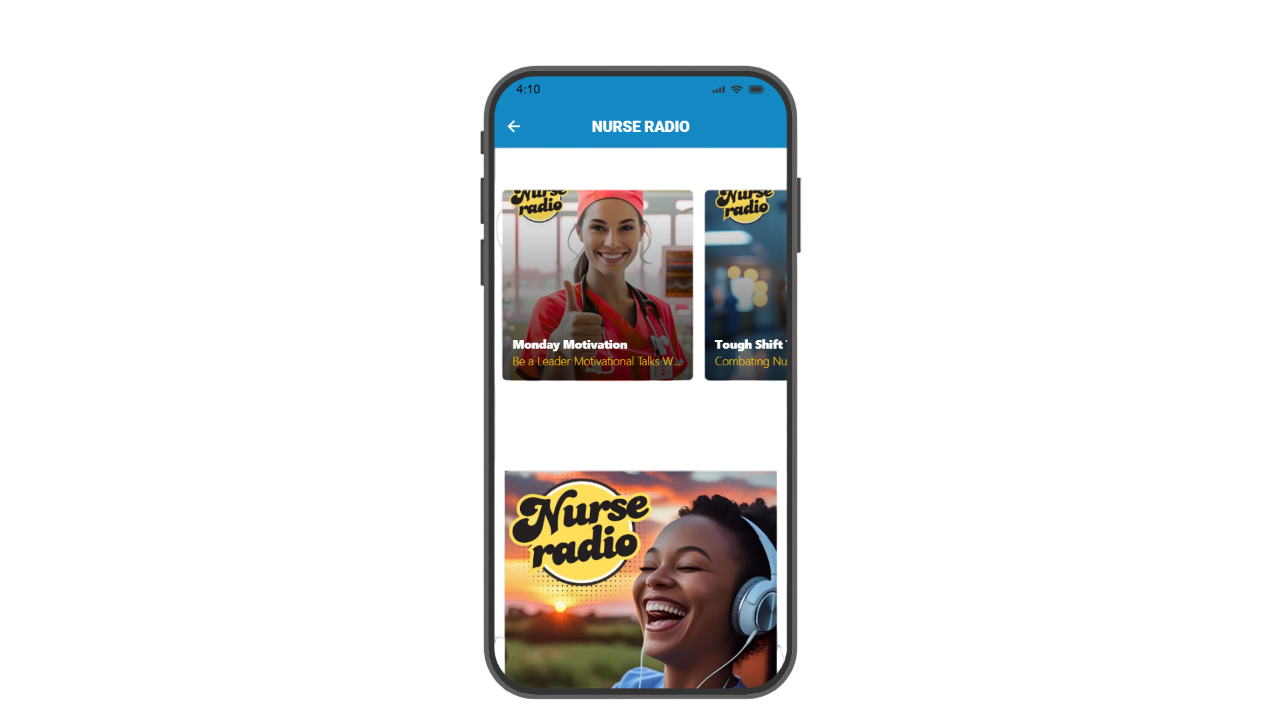 4:10
NURSE RADIO
Nurse
radio
Nurse
radio
Monday Motivation
Be a Leader Motivational Talks W...
Tough Shift
Combating Nu
Nurse
radio